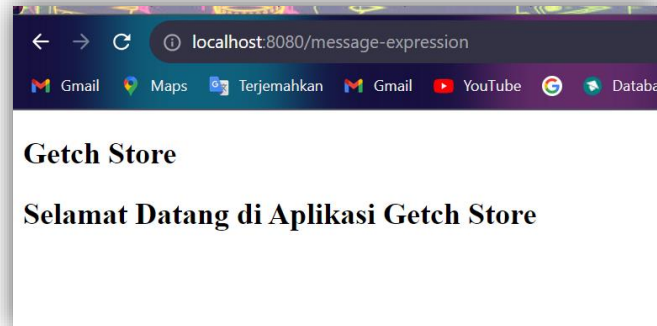 localhost:8080/message-expression
Gmail Maps Terjemahkan Gmail YouTube Databa
Getch Store
Selamat Datang di Aplikasi Getch Store